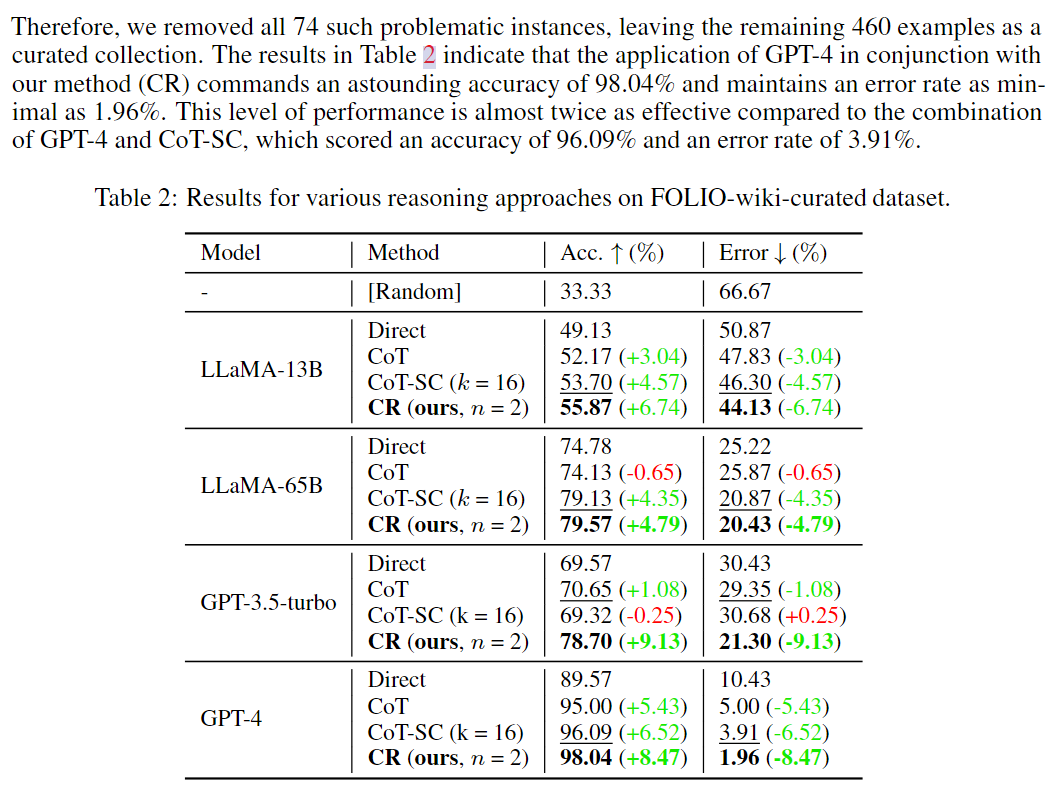 Therefore, we removed all 74 such problematic instances, leaving the remaining 460 examples as a
curated collection. The results in Table 2 indicate that the application of GPT-4 in conjunction with
our method (CR) commands an astounding accuracy of 98.04% and maintains an error rate as min-
imal as 1.96%. This level of performance is almost twice as effective compared to the combination
of GPT-4 and CoT-SC, which scored an accuracy of 96.09% and an error rate of 3.91%.
Table 2: Results for various reasoning approaches on FOLIO-wiki-curated dataset.
Model Method Acc. ↑ (%) Error ↓ (%)
- [Random] 33.33 66.67
Direct 49.13 50.87
CoT 52.17 (+3.04) 47.83 (-3.04)
LLaMA-13B
CoT-SC (k = 16) 53.70 (+4.57) 46.30 (-4.57)
CR (ours, n = 2) 55.87 (+6.74) 44.13 (-6.74)
Direct 74.78 25.22
CoT 74.13 (-0.65) 25.87 (-0.65)
LLaMA-65B
CoT-SC (k = 16) 79.13 (+4.35) 20.87 (-4.35)
CR (ours, n = 2) 79.57 (+4.79) 20.43 (-4.79)
Direct 69.57 30.43
CoT 70.65 (+1.08) 29.35 (-1.08)
GPT-3.5-turbo
CoT-SC (k = 16) 69.32 (-0.25) 30.68 (+0.25)
CR (ours, n = 2) 78.70 (+9.13) 21.30 (-9.13)
Direct 89.57 10.43
CoT 95.00 (+5.43) 5.00 (-5.43)
GPT-4
CoT-SC (k = 16) 96.09 (+6.52) 3.91 (-6.52)
CR (ours, n = 2) 98.04 (+8.47) 1.96 (-8.47)